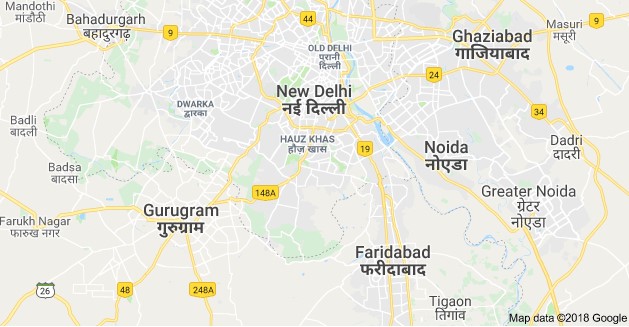 Mandothi
मांडोठी
Bahadurgarh
बहादुरगढ़
9
44
9
Masuri
मसूरी
Ghaziabad
गाज़ियाबाद
OLD DELHI
पुरानी
दिल्ली
24
New Delhi
नई दिल्ली
DWARKA
द्वारका
34
Badli
बादली
HAUZ KHAS
हौज़ खास
19
Noida
नोएडा
Dadri
दादरी
Badsa
बादसा
148A
Greater Noida
ग्रेटर
नोएडा
Farukh Nagar
फारुख नगर
Gurugram
गुरुग्राम
Faridabad
फरीदाबाद
26
48
248A
Tigaon
तिगांव
Map data ©2018 Google